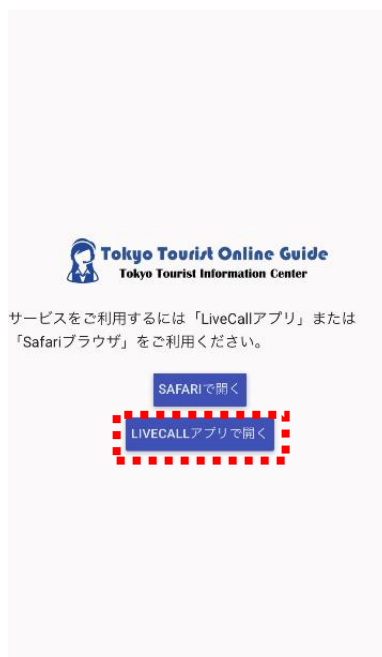 Tokyo Tourist Online Guide
Tokyo Tourist Information Center
サービスをご利用するには「LiveCallアプリ」または
「Safariブラウザ」をご利用ください。
SAFARIで開く
LIVECALLアプリで開く